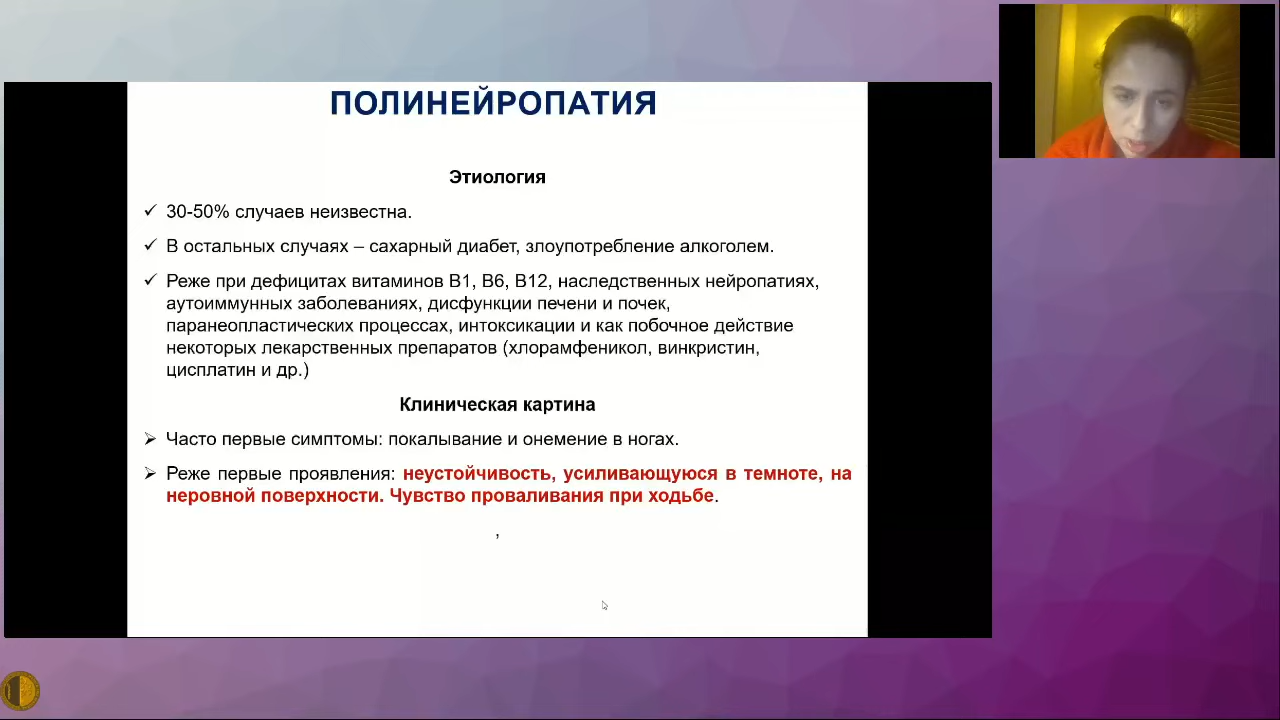 ПОЛИНЕЙРОПАТИЯ
Этиология
✓ 30-50% случаев неизвестна.
✓ В остальных случаях – сахарный диабет, злоупотребление алкоголем.
✓ Реже при дефицитах витаминов В1, В6, В12, наследственных нейропатиях,
аутоиммунных заболеваниях, дисфункции печени и почек,
паранеопластических процессах, интоксикации и как побочное действие
некоторых лекарственных препаратов (хлорамфеникол, винкристин,
цисплатин и др.)
Клиническая картина
➢ Часто первые симптомы: покалывание и онемение в ногах.
➢ Реже первые проявления: неустойчивость, усиливающуюся в темноте, на
неровной поверхности. Чувство проваливания при ходьбе.
,